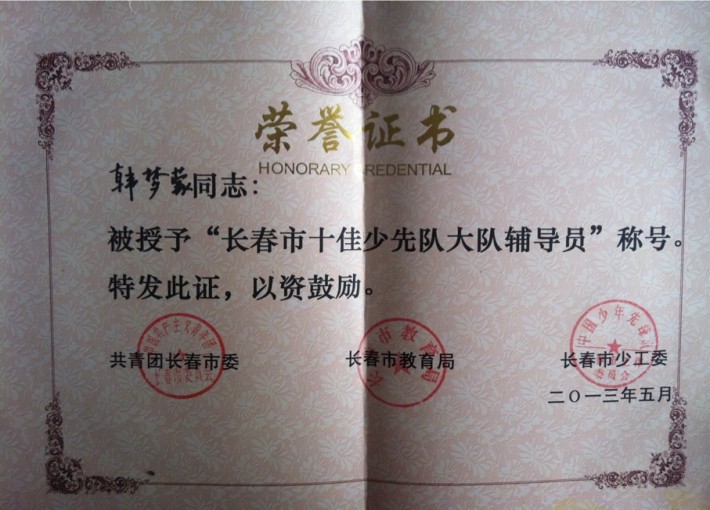 荣誉证书
HONORARY CREDENTIAL
韩梦蒙同志：
被授予“长春市十佳少先队大队辅导员”称号。
特发此证，以资鼓励。
共青团长春市委 长春市教育局 长春市少工委
二〇一三年五月